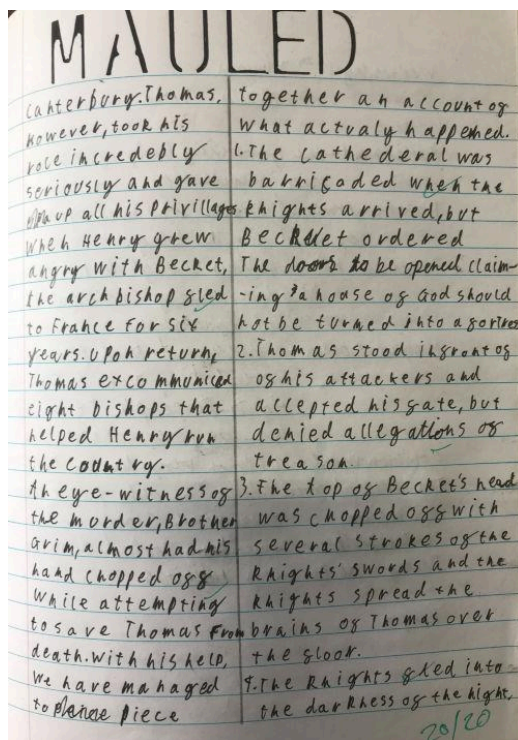 MAULED
Canterbury. Thomas,
however, took his
role incredebly
seriously and gave
up all his privillages
when Henry grew
angry with Becket,
the archbishop fled
to France for six
years. Upon return,
Thomas excommuniced
eight bishops that
helped Henry run
the country.
An eye-witness of
the morder, Brother
Grim, almost had his
hand chopped off
while attempting
to save Thomas from
death. With his help,
we have managed
to piece
together an account of
what actualy happened.
1. The cathederal was
barricaded when the
knights arrived, but
Becket ordered
The doors to be opened claim-
-ing "a house of God should
not be turned into a fortres
2. Thomas stood infront of
of his attackers and
accepted his fate, but
denied allegations of
treason.
3. The top of Becket's head
was chopped off with
several strokes of the
knights' swords and the
knights spread the
brains of Thomas over
the floor.
4. The knights fled into
the darkness of the night.
20/20